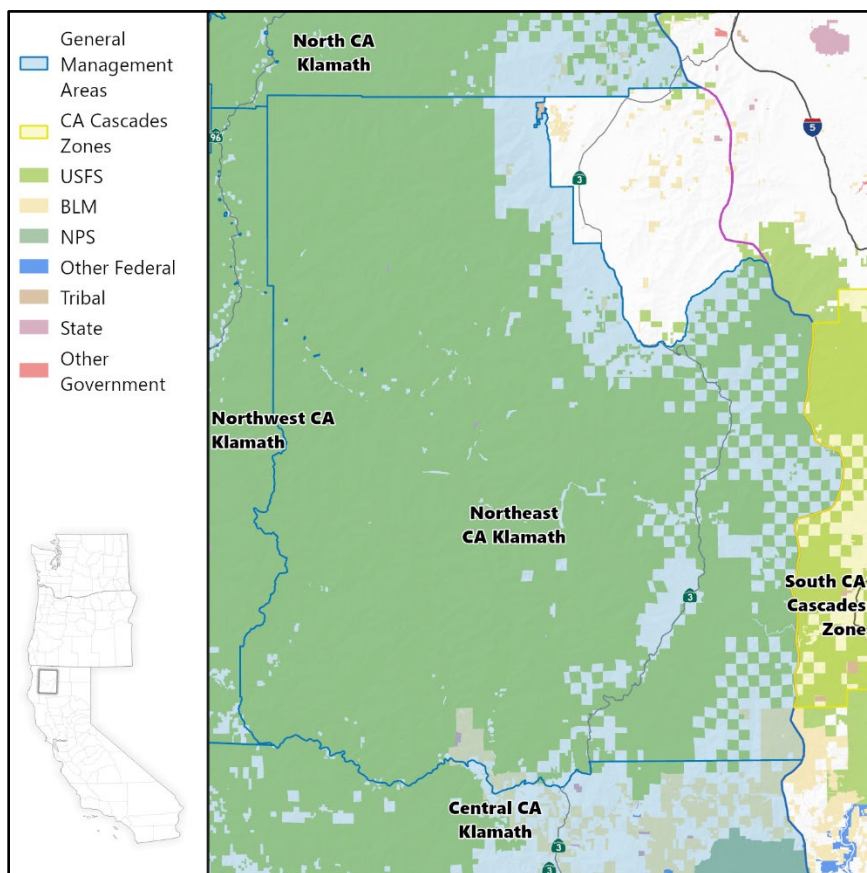 General
Management
Areas
CA Cascades
Zones
USFS
BLM
NPS
Other Federal
Tribal
State
Other
Government
North CA
Klamath
96
3
5
Northwest CA
Klamath
Northeast
CA Klamath
3
South CA
Cascades
Zone
Central CA
Klamath
3
3